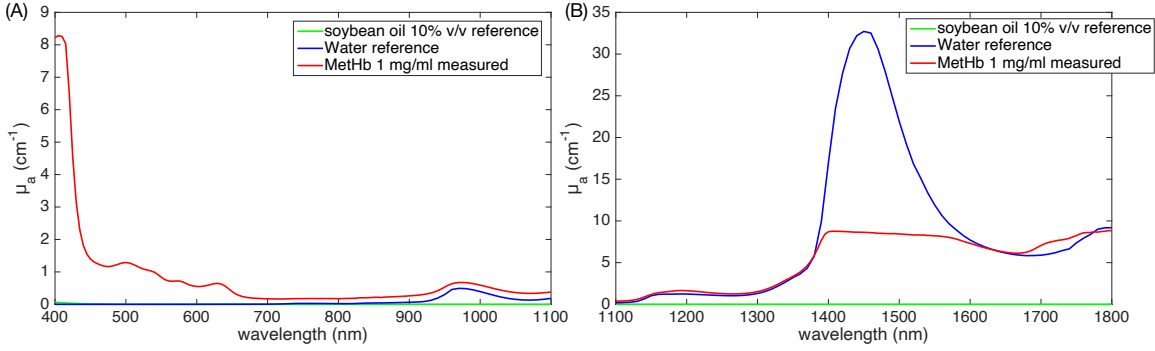 (A)
soybean oil 10% v/v reference
Water reference
MetHb 1 mg/ml measured
9
8
7
6
5
4
3
2
1
0
μa (cm-1)
400 500 600 700 800 900 1000 1100
wavelength (nm)
(B)
soybean oil 10% v/v reference
Water reference
MetHb 1 mg/ml measured
35
30
25
20
15
10
5
0
μa (cm-1)
1100 1200 1300 1400 1500 1600 1700 1800
wavelength (nm)